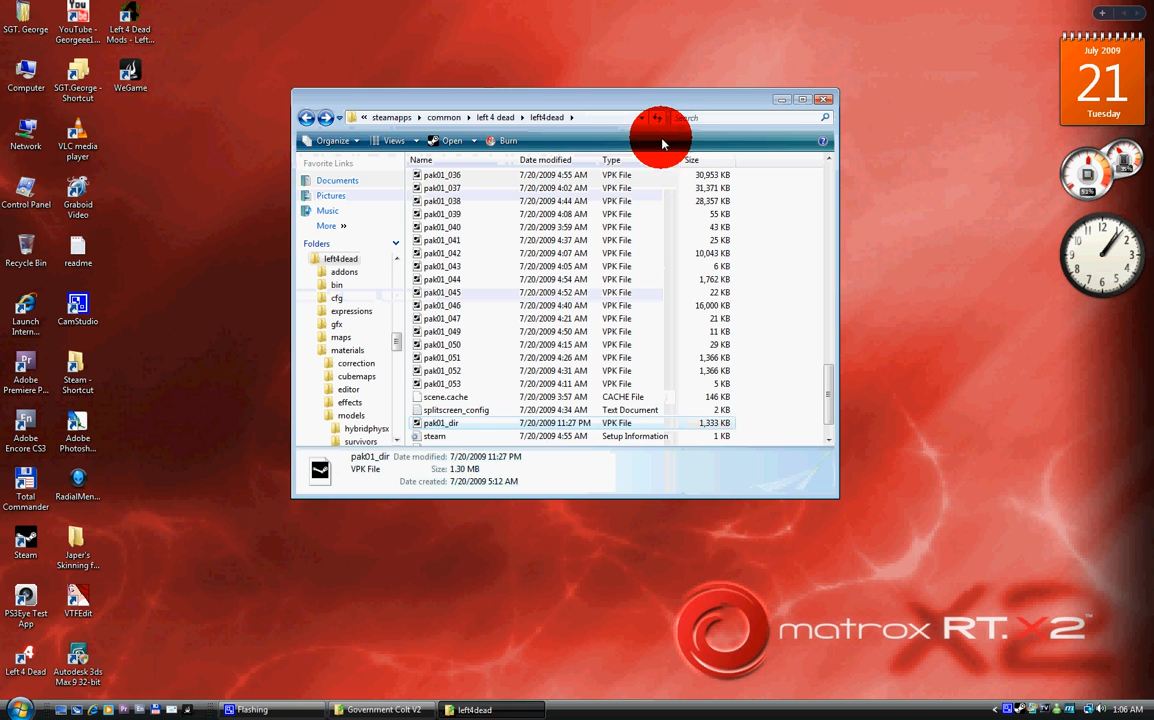 SGT. George
YouTube -
Georgeee1...
Left 4 Dead
Mods - Left...
Computer
SGT.George -
Shortcut
WeGame
Network
VLC media
player
Control Panel
Graboid
Video
Recycle Bin
readme
Launch
Intern...
CamStudio
Adobe
Premiere P...
Steam -
Shortcut
Adobe
Encore CS3
Adobe
Photosh...
Total
Commander
RadialMen...
Steam
Japer's
Skinning f...
PS3Eye Test
App
VTFEdit
Left 4 Dead
Autodesk 3ds
Max 9 32-bit
« steamapps
common
left 4 dead
left4dead
Search
Organize
Views
Open
Burn
Favorite Links
Documents
Pictures
Music
More »
Folders
left4dead
addons
bin
cfg
expressions
gfx
maps
materials
correction
cubemaps
editor
effects
models
hybridphysx
survivors
Name Date modified Type Size
pak01_036 7/20/2009 4:55 AM VPK File 30,953 KB
pak01_037 7/20/2009 4:02 AM VPK File 31,371 KB
pak01_038 7/20/2009 4:44 AM VPK File 28,357 KB
pak01_039 7/20/2009 4:08 AM VPK File 55 KB
pak01_040 7/20/2009 3:59 AM VPK File 43 KB
pak01_041 7/20/2009 4:37 AM VPK File 25 KB
pak01_042 7/20/2009 4:07 AM VPK File 10,043 KB
pak01_043 7/20/2009 4:05 AM VPK File 6 KB
pak01_044 7/20/2009 4:54 AM VPK File 1,762 KB
pak01_045 7/20/2009 4:52 AM VPK File 22 KB
pak01_046 7/20/2009 4:40 AM VPK File 16,000 KB
pak01_047 7/20/2009 4:21 AM VPK File 21 KB
pak01_049 7/20/2009 4:50 AM VPK File 11 KB
pak01_050 7/20/2009 4:15 AM VPK File 29 KB
pak01_051 7/20/2009 4:26 AM VPK File 1,366 KB
pak01_052 7/20/2009 4:31 AM VPK File 1,366 KB
pak01_053 7/20/2009 4:11 AM VPK File 5 KB
scene.cache 7/20/2009 3:57 AM CACHE File 146 KB
splitscreen_config 7/20/2009 4:34 AM Text Document 2 KB
pak01_dir 7/20/2009 11:27 PM VPK File 1,333 KB
steam 7/20/2009 4:55 AM Setup Information 1 KB
pak01_dir Date modified: 7/20/2009 11:27 PM
VPK File Size: 1.30 MB
Date created: 7/20/2009 5:12 AM
July 2009
21
Tuesday
51%
35%
matrox RT.X2™
X2
Flashing
Government Colt V2
left4dead
1:06 AM